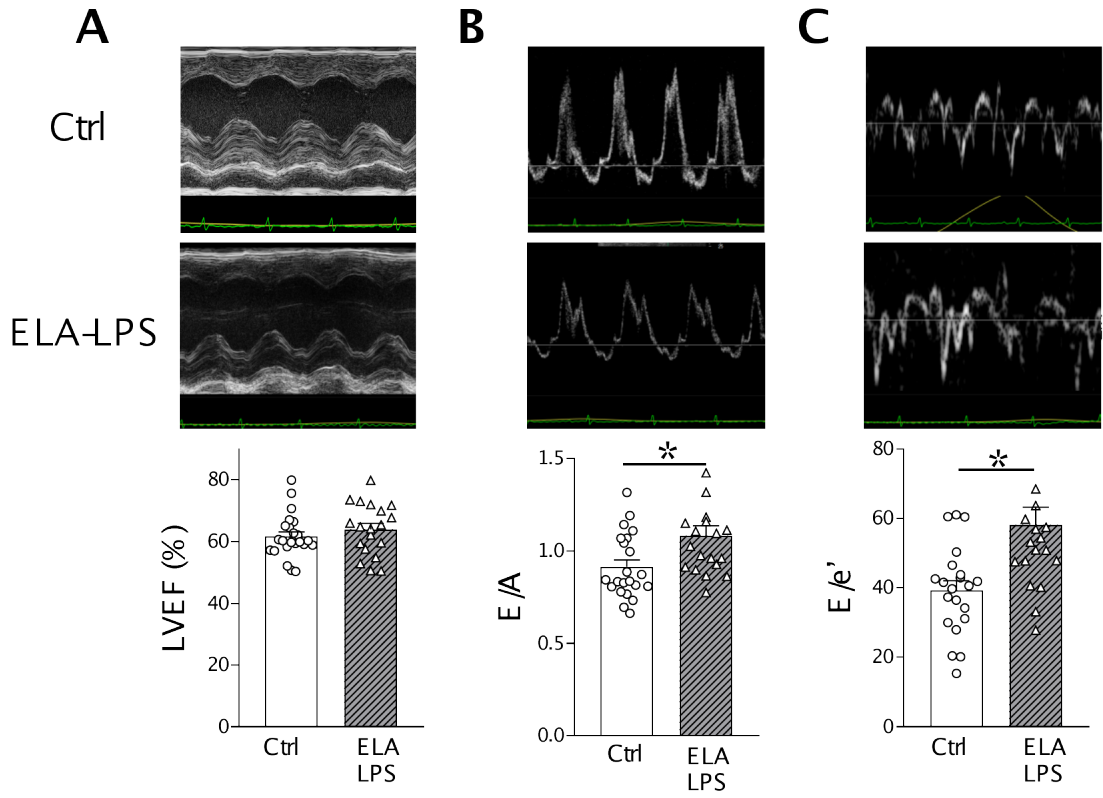 A
B
C
Ctrl
ELA-LPS
80
60
40
20
0
LVEF (%)
Ctrl
ELA
LPS
*
1.5
1.0
0.5
0.0
E/A
Ctrl
ELA
LPS
*
80
60
40
20
0
E/e'
Ctrl
ELA
LPS